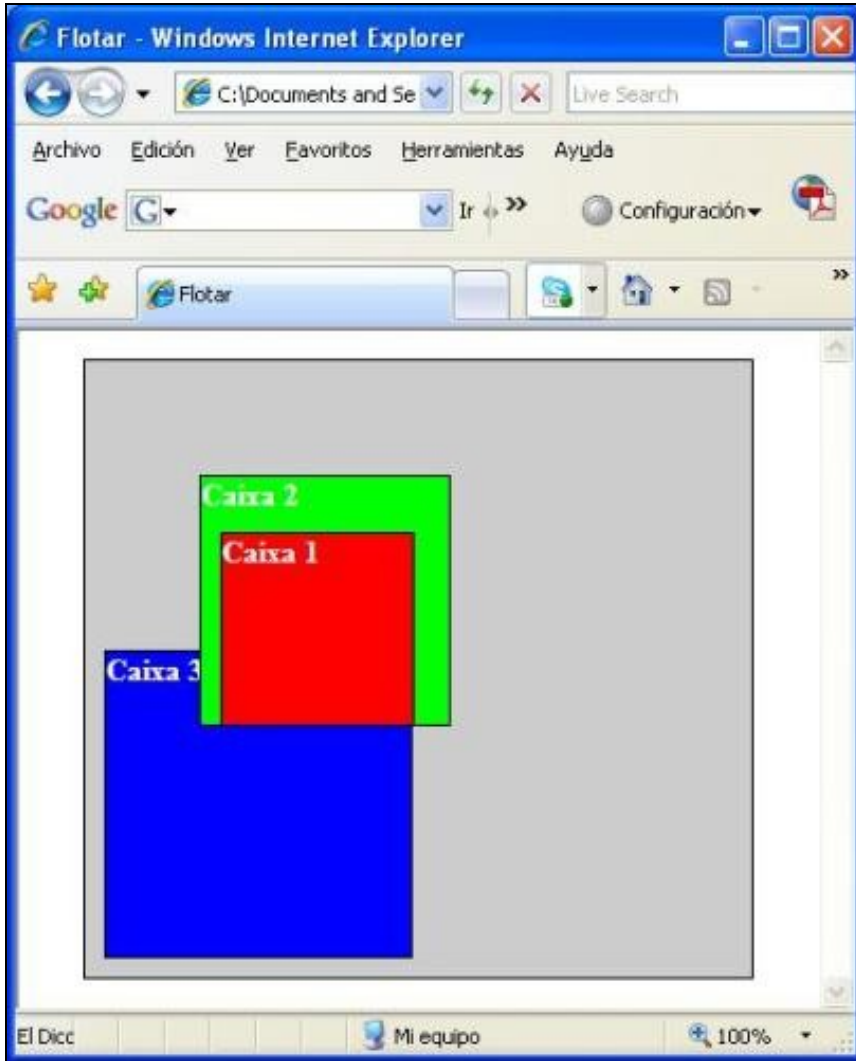 Flotar - Windows Internet Explorer
C:\Documents and Se
Live Search
Archivo Edición Ver Favoritos Herramientas Ayuda
Google G Ir » Configuración
Flotar »
Caixa 2
Caixa 1
Caixa 3
El Dicc Mi equipo 100%